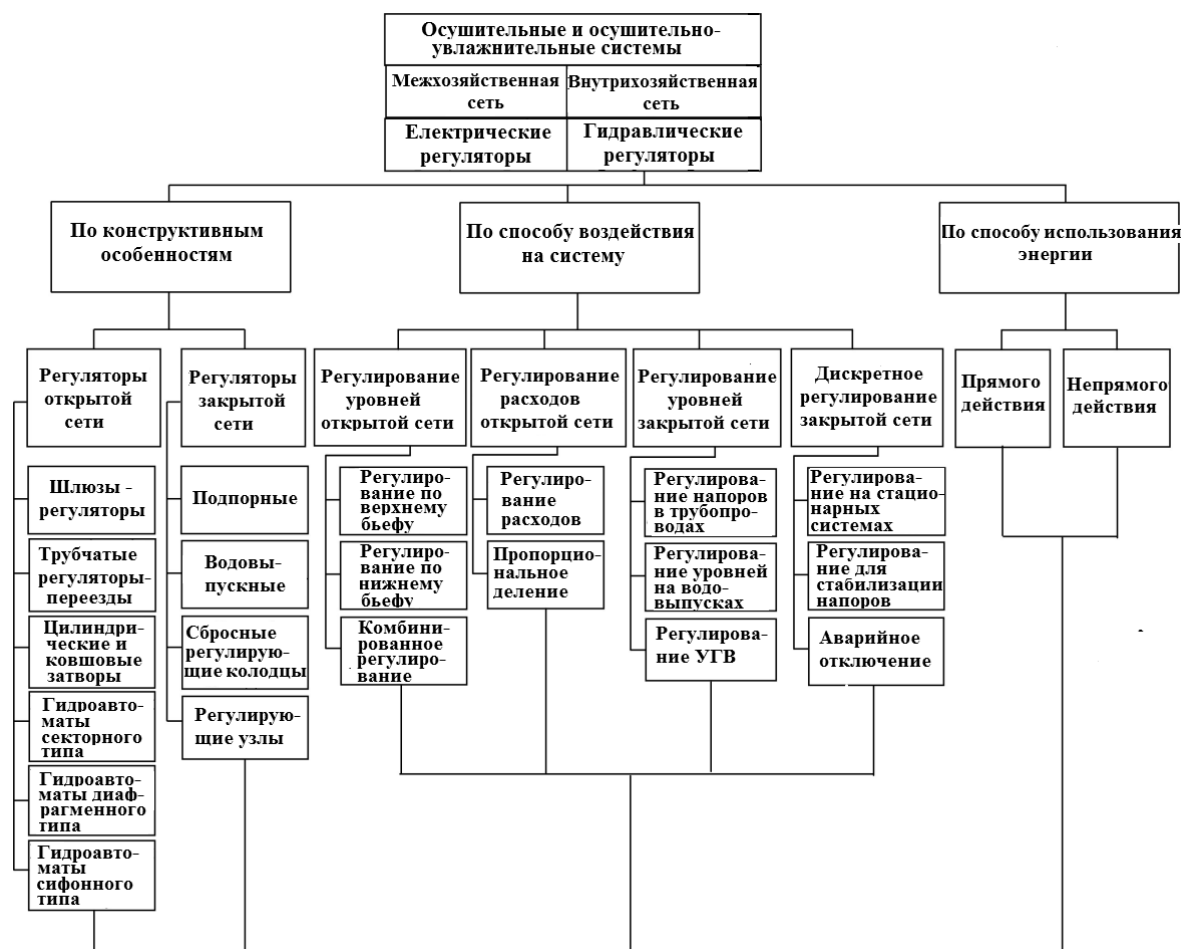 Осушительные и осушительно-
увлажнительные системы
Межхозяйственная
сеть
Внутрихозяйственная
сеть
Електрические
регуляторы
Гидравлические
регуляторы
По конструктивным
особенностям
По способу воздействия
на систему
По способу использования
энергии
Регуляторы
открытой
сети
Регуляторы
закрытой
сети
Регулирование
уровней
открытой сети
Регулирование
расходов
открытой сети
Регулирование
уровней
закрытой сети
Дискретное
регулирование
закрытой сети
Прямого
действия
Непрямого
действия
Шлюзы -
регуляторы
Трубчатые
регуляторы-
переезды
Цилиндри-
ческие и
ковшовые
затворы
Гидроавто-
маты
секторного
типа
Гидроавто-
маты диаф-
рагменного
типа
Гидроавто-
маты
сифонного
типа
Подпорные
Водовы-
пускные
Сбросные
регулирую-
щие колодцы
Регулирую-
щие узлы
Регулиро-
вание по
верхнему
бьефу
Регулиро-
вание по
нижнему
бьефу
Комбини-
рованное
регулиро-
вание
Регулиро-
вание
расходов
Пропорцио-
нальное
деление
Регулирова-
ние напоров
в трубопро-
водах
Регулирова-
ние уровней
на водо-
выпусках
Регулирова-
ние УГВ
Регулирова-
ние на стацио-
нарных
системах
Регулирова-
ние для
стабилизации
напоров
Аварийное
отключение